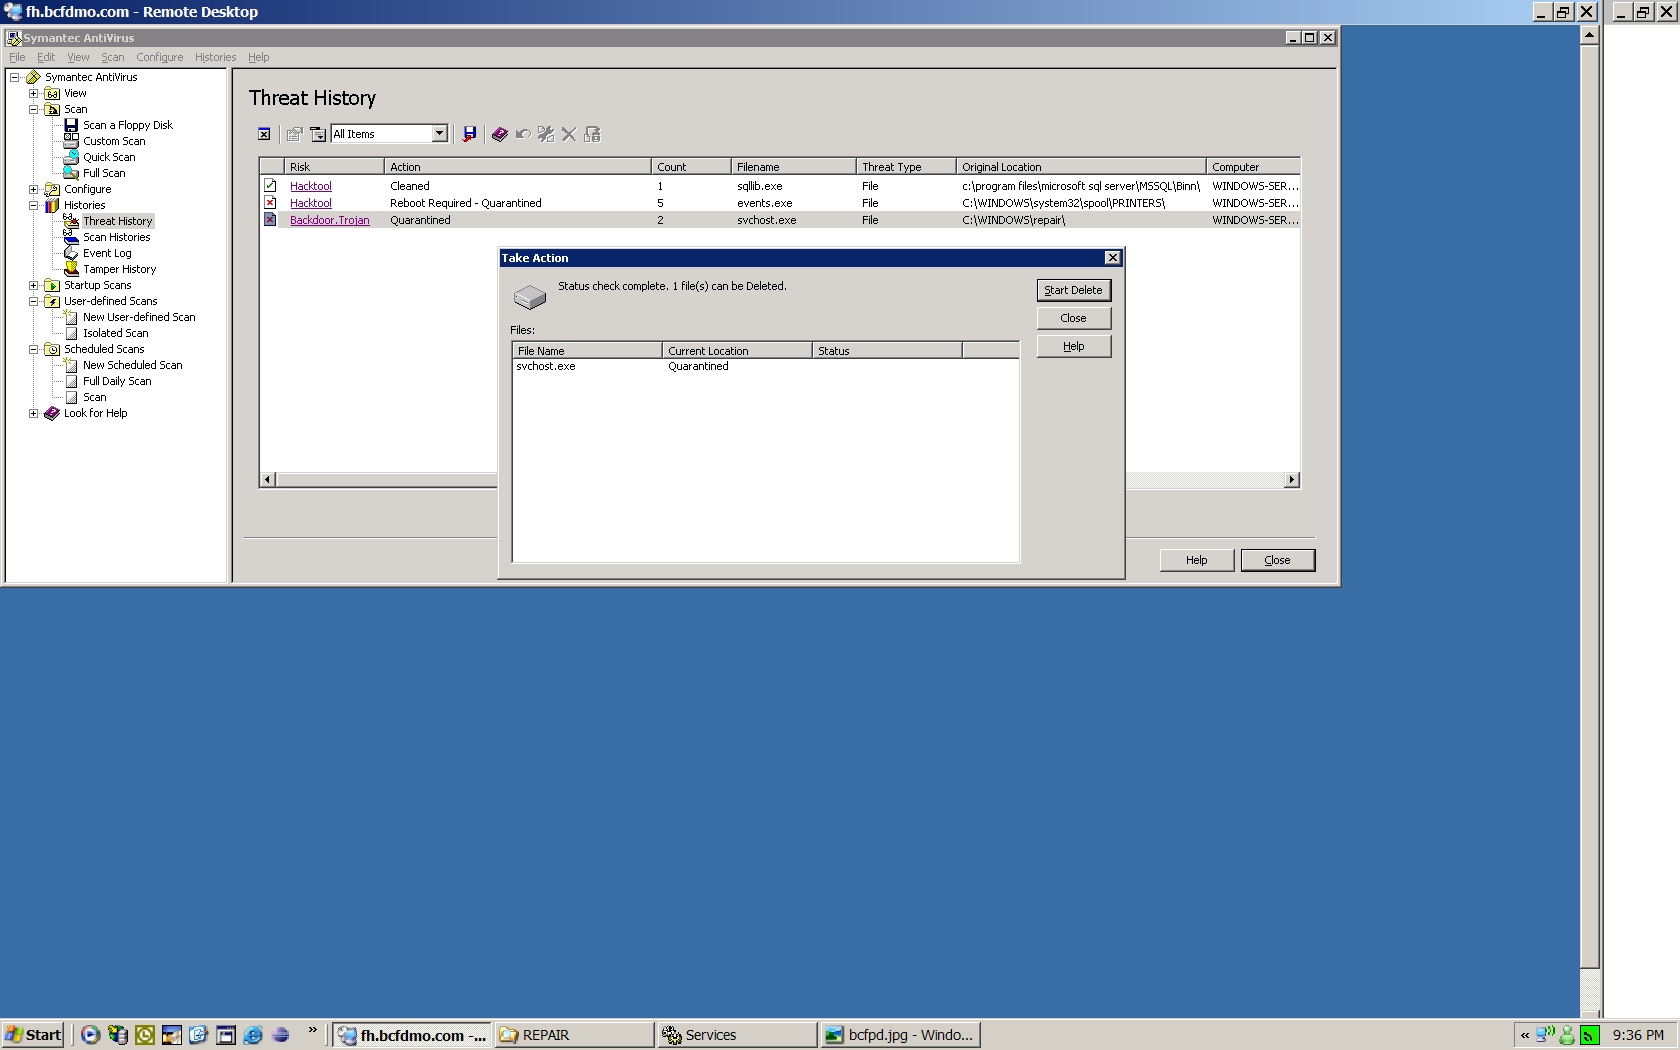 fh.bcfdmo.com - Remote Desktop
Symantec AntiVirus
File Edit View Scan Configure Histories Help
Symantec AntiVirus
View
Scan
Scan a Floppy Disk
Custom Scan
Quick Scan
Full Scan
Configure
Histories
Threat History
Scan Histories
Event Log
Tamper History
Startup Scans
User-defined Scans
New User-defined Scan
Isolated Scan
Scheduled Scans
New Scheduled Scan
Full Daily Scan
Scan
Look for Help
Threat History
All Items
Risk Action Count Filename Threat Type Original Location Computer
Hacktool Cleaned 1 sqllib.exe File c:\program files\microsoft sql server\MSSQL\Binn\ WINDOWS-SER...
Hacktool Reboot Required - Quarantined 5 events.exe File C:\WINDOWS\system32\spool\PRINTERS\ WINDOWS-SER...
Backdoor.Trojan Quarantined 2 svchost.exe File C:\WINDOWS\repair\ WINDOWS-SER...
Take Action
Status check complete. 1 file(s) can be Deleted.
Start Delete
Close
Help
Files:
File Name Current Location Status
svchost.exe Quarantined
Help Close
Start » fh.bcfdmo.com -... REPAIR Services bcfpd.jpg - Windo... « 9:36 PM